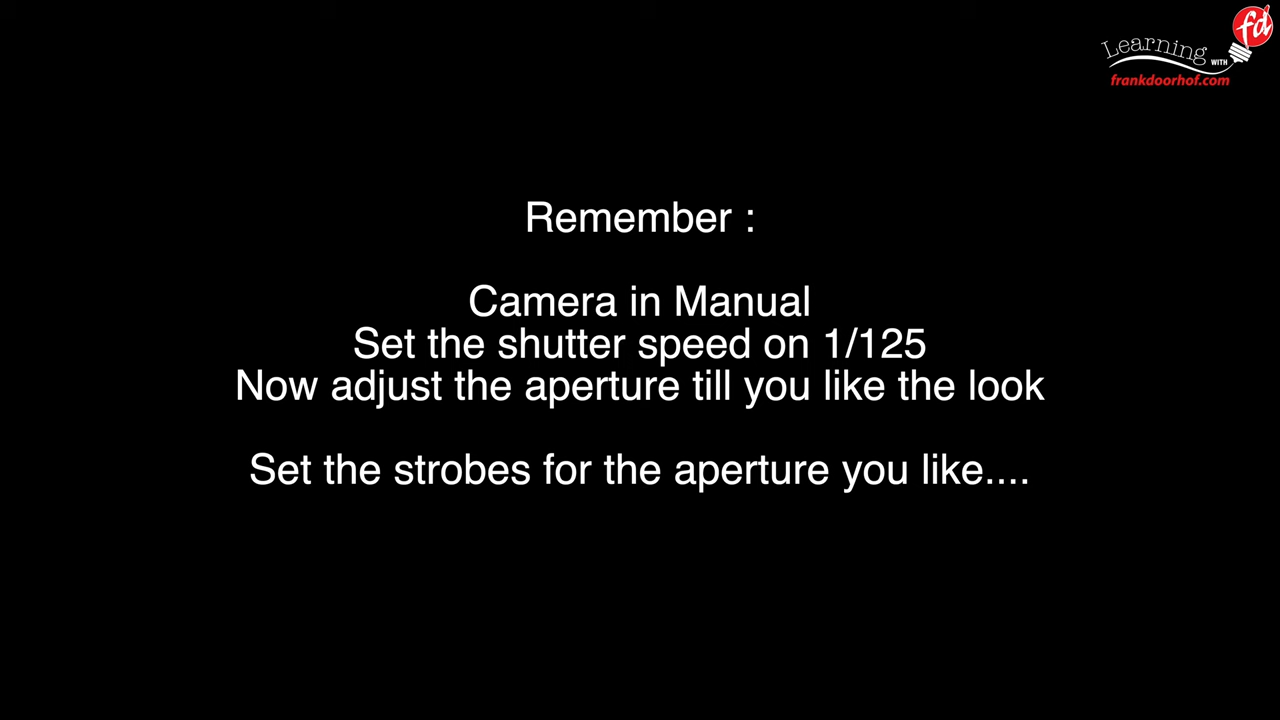 fd
Learning
WITH
frankdoorhof.com
Remember :
Camera in Manual
Set the shutter speed on 1/125
Now adjust the aperture till you like the look
Set the strobes for the aperture you like....